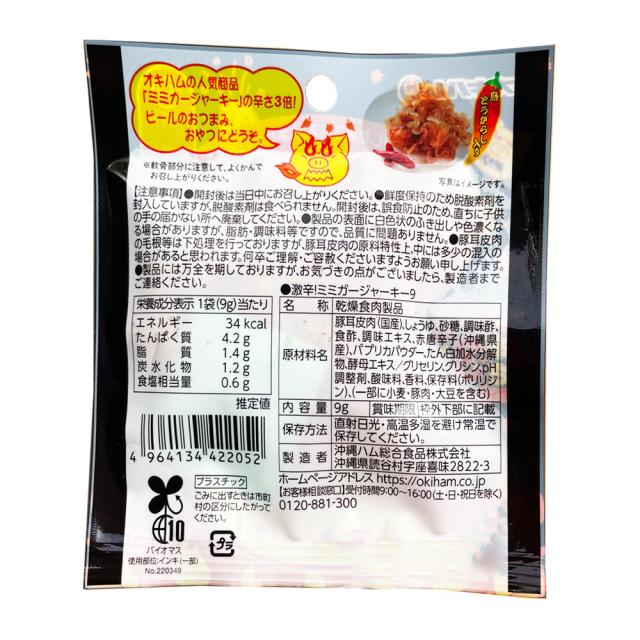 オキハムの人気商品
「ミミガージャーキー」の辛さ3倍!
ビールのおつまみ、
おやつにどうぞ。
島とうがらし入り
※軟骨部分に注意して、よくかんで
お召し上がりください。
写真はイメージです。
【注意事項】●開封後は当日中にお召し上がりください。●鮮度保持のため脱酸素剤を
封入していますが、脱酸素剤は食べられません。開封後は、誤食防止のため、直ちに子供
の手の届かない所へ廃棄してください。●製品の表面に白色状のふき出しや色濃くな
る場合がありますが、脂肪・調味料等ですので、品質に問題ありません。●豚耳皮肉
の毛根等は下処理を行っておりますが、豚耳皮肉の原料特性上、中には多少の混入の
場合があると思われます。何卒ご理解・ご容赦くださいますようお願い申し上げます。
●製品には万全を期しておりますが、お気づきの点がございましたら、製造者まで
ご連絡ください。
栄養成分表示 1袋(9g)当たり
エネルギー 34 kcal
たんぱく質 4.2 g
脂質 1.4 g
炭水化物 1.2 g
食塩相当量 0.6 g
推定値
●激辛!ミミガージャーキー9
名称 乾燥食肉製品
原材料名 豚耳皮肉(国産)、しょうゆ、砂糖、調味酢、
食酢、調味エキス、赤唐辛子(沖縄県
産)、パプリカパウダー、たん白加水分解
物、酵母エキス/グリセリン、グリシン、pH
調整剤、酸味料、香料、保存料(ポリリジ
ン)、(一部に小麦・豚肉・大豆を含む)
内容量 9g 賞味期限 枠外下部に記載
保存方法 直射日光・高温多湿を避け常温で
保存してください。
製造者 沖縄ハム総合食品株式会社
沖縄県読谷村字座喜味2822-3
ホームページアドレス https://okiham.co.jp
【お客様相談窓口】受付時間9:00〜16:00(土・日・祝日を除く)
0120-881-300
4 964134 422052
プラスチック
ごみに出すときは市町
村の区分にしたがって
ください。
10
バイオマス
使用部位:インキ(一部)
No.220349
プラ